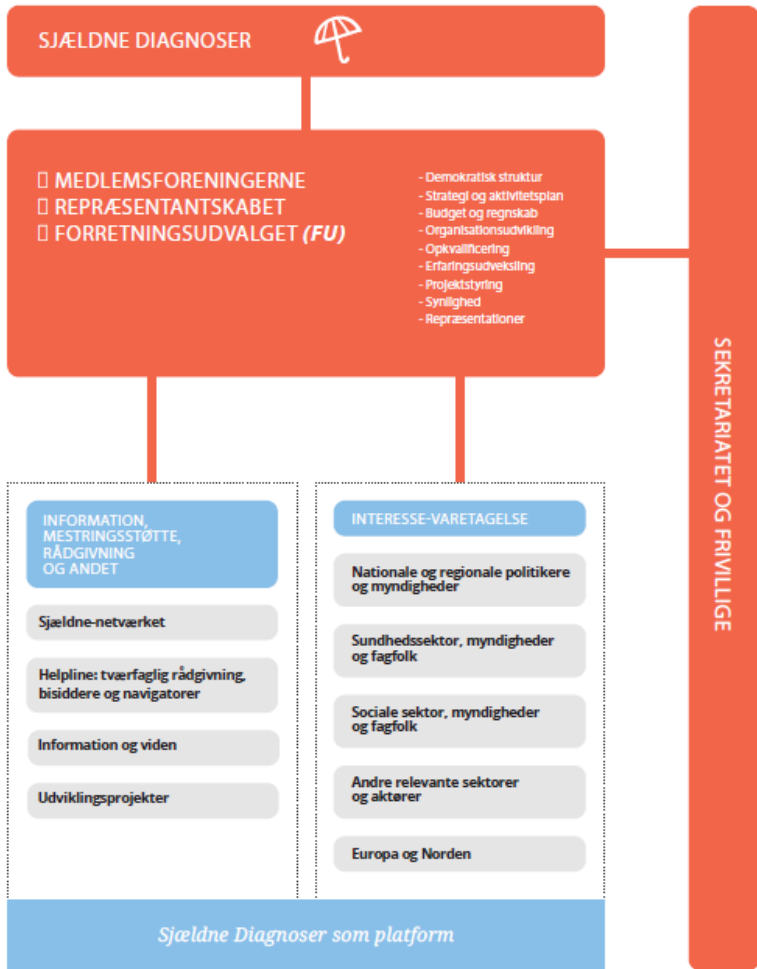 SJÆLDNE DIAGNOSER
MEDLEMSFORENINGERNE
REPRÆSENTANTSKABET
FORRETNINGSUDVALGET (FU)
- Demokratisk struktur
- Strategi og aktivitetsplan
- Budget og regnskab
- Organisationsudvikling
- Opkvalificering
- Erfaringsudveksling
- Projektstyring
- Synlighed
- Repræsentationer
INFORMATION,
MESTRINGSSTØTTE,
RÅDGIVNING
OG ANDET
Sjældne-netværket
Helpline: tværfaglig rådgivning,
bisiddere og navigatorer
Information og viden
Udviklingsprojekter
INTERESSE-VARETAGELSE
Nationale og regionale politikere
og myndigheder
Sundhedssektor, myndigheder
og fagfolk
Sociale sektor, myndigheder
og fagfolk
Andre relevante sektorer
og aktører
Europa og Norden
Sjældne Diagnoser som platform
SEKRETARIATET OG FRIVILLIGE